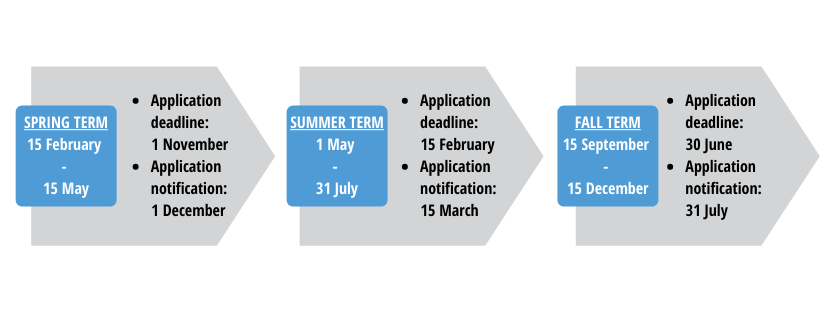 SPRING TERM
15 February
-
15 May
• Application
deadline:
1 November
• Application
notification:
1 December
SUMMER TERM
1 May
-
31 July
• Application
deadline:
15 February
• Application
notification:
15 March
FALL TERM
15 September
-
15 December
• Application
deadline:
30 June
• Application
notification:
31 July